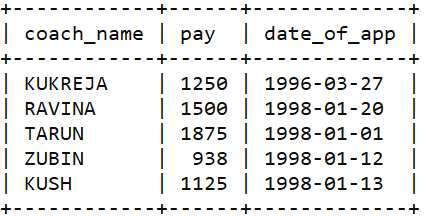 +------------+------+-------------+
| coach_name | pay  | date_of_app |
+------------+------+-------------+
| KUKREJA    | 1250 | 1996-03-27  |
| RAVINA     | 1500 | 1998-01-20  |
| TARUN      | 1875 | 1998-01-01  |
| ZUBIN      |  938 | 1998-01-12  |
| KUSH       | 1125 | 1998-01-13  |
+------------+------+-------------+